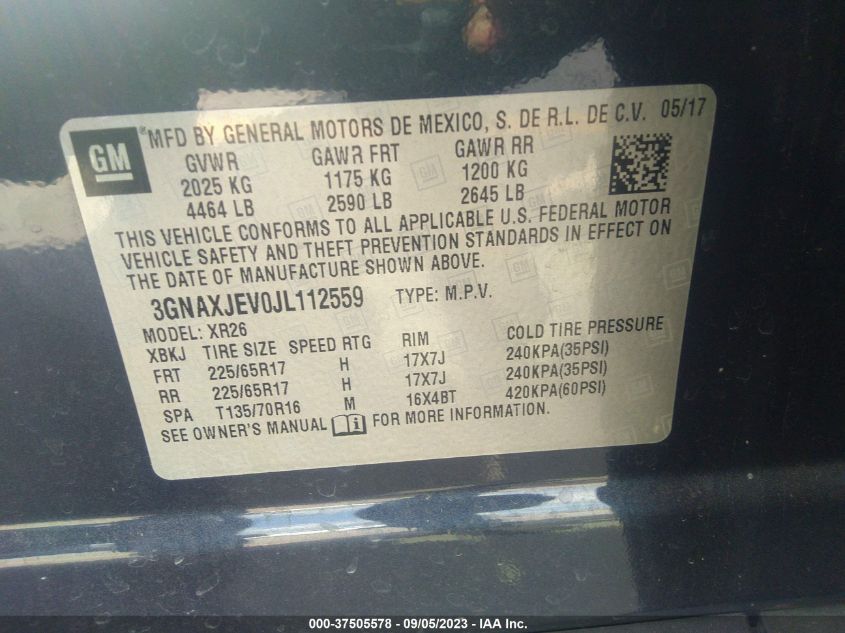 GM
® MFD BY GENERAL MOTORS DE MEXICO, S. DE R.L. DE C.V. 05/17
GVWR GAWR FRT GAWR RR
2025 KG 1175 KG 1200 KG
4464 LB 2590 LB 2645 LB
THIS VEHICLE CONFORMS TO ALL APPLICABLE U.S. FEDERAL MOTOR
VEHICLE SAFETY AND THEFT PREVENTION STANDARDS IN EFFECT ON
THE DATE OF MANUFACTURE SHOWN ABOVE.
3GNAXJEV0JL112559 TYPE: M.P.V.
MODEL: XR26
XBKJ TIRE SIZE SPEED RTG RIM COLD TIRE PRESSURE
FRT 225/65R17 H 17X7J 240KPA(35PSI)
RR 225/65R17 H 17X7J 240KPA(35PSI)
SPA T135/70R16 M 16X4BT 420KPA(60PSI)
SEE OWNER'S MANUAL FOR MORE INFORMATION.
000-37505578 - 09/05/2023 - IAA Inc.